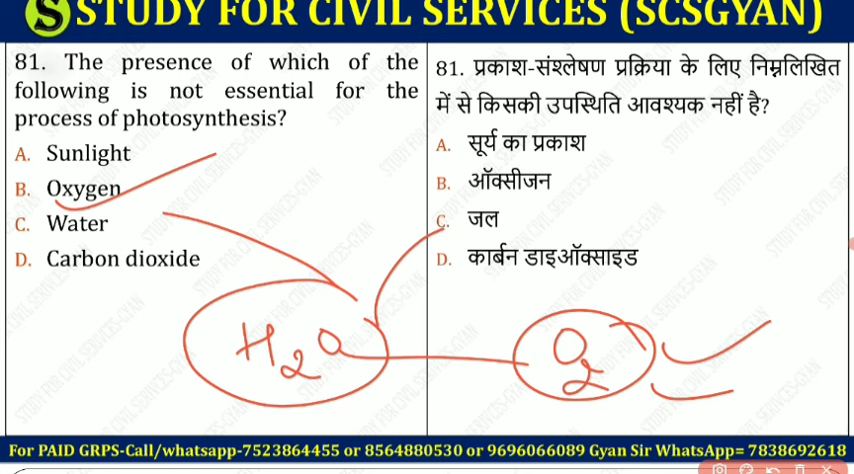 S STUDY FOR CIVIL SERVICES (SCSGYAN)
81. The presence of which of the
following is not essential for the
process of photosynthesis?
A. Sunlight
B. Oxygen
C. Water
D. Carbon dioxide
81. प्रकाश-संश्लेषण प्रक्रिया के लिए निम्नलिखित
में से किसकी उपस्थिति आवश्यक नहीं है?
A. सूर्य का प्रकाश
B. ऑक्सीजन
C. जल
D. कार्बन डाइऑक्साइड
H2O
O2
For PAID GRPS-Call/whatsapp-7523864455 or 8564880530 or 9696066089 Gyan Sir WhatsApp= 7838692618